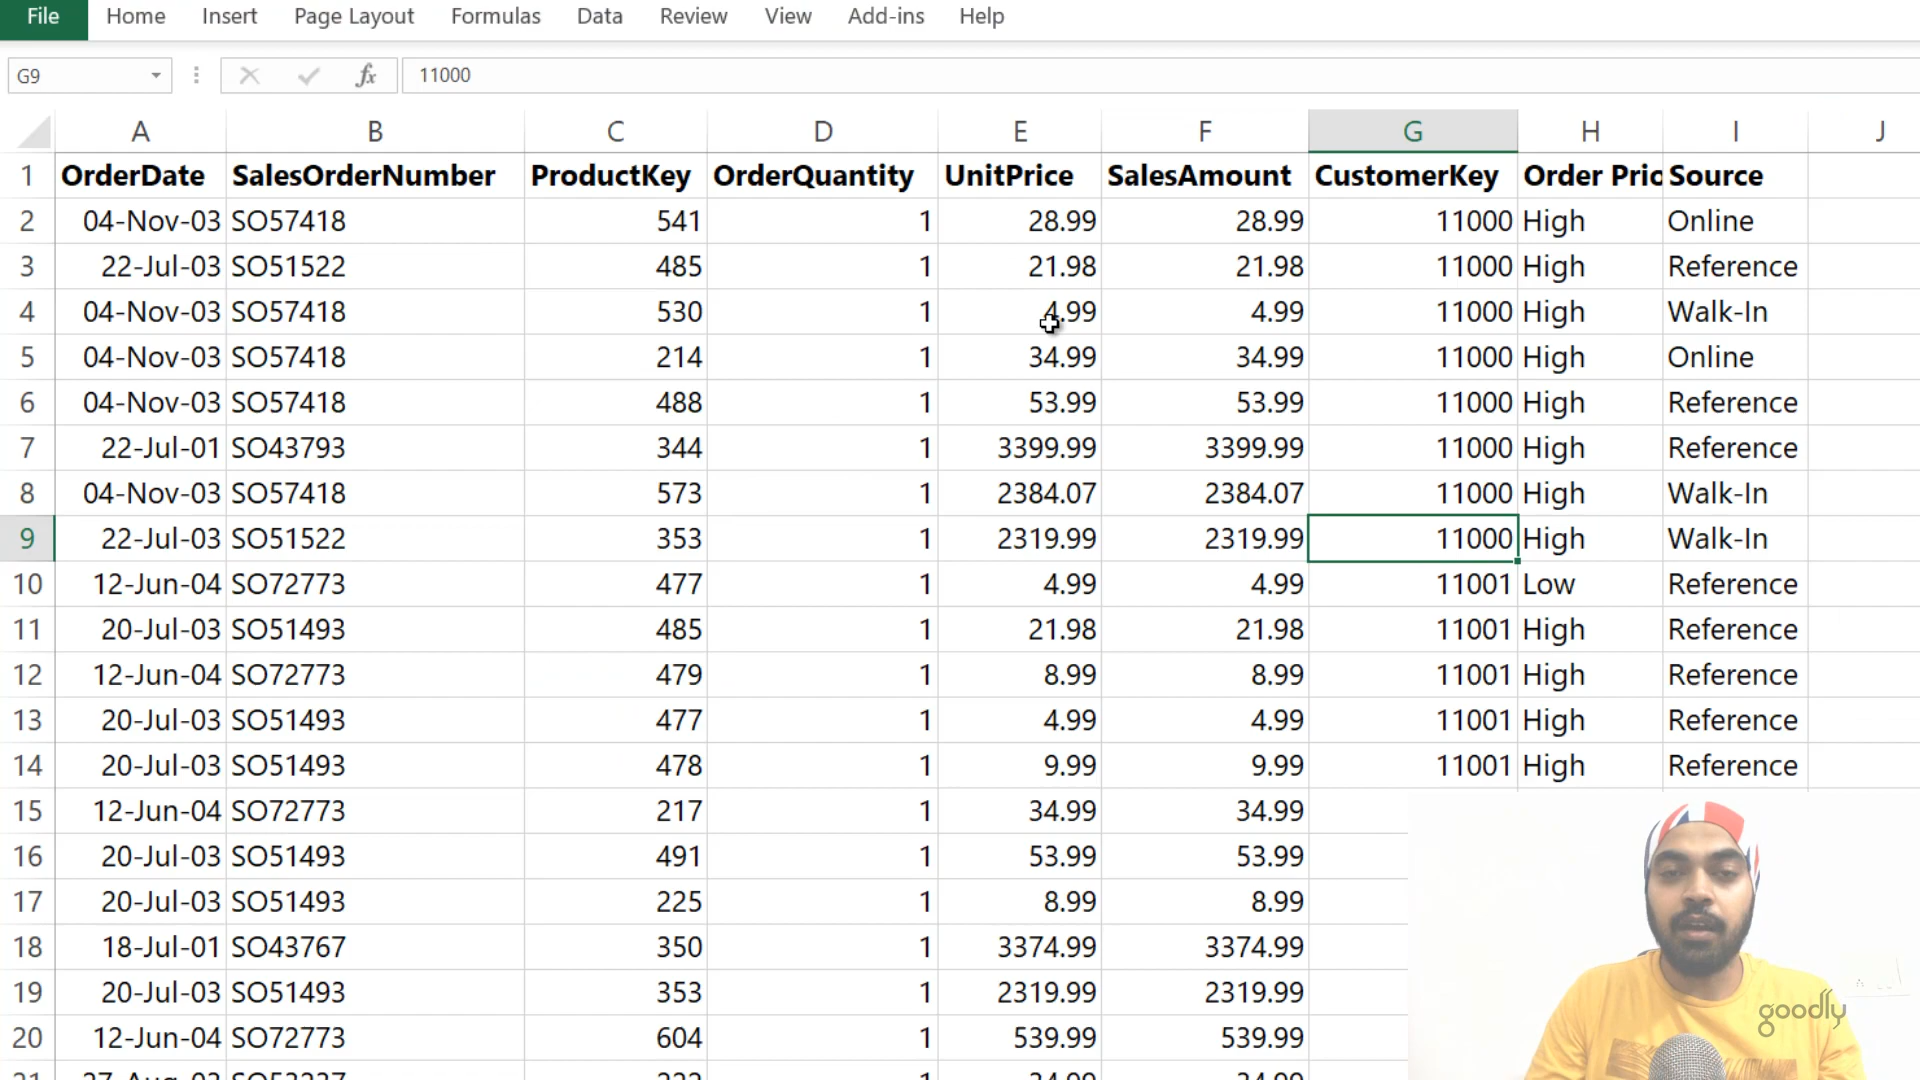 File Home Insert Page Layout Formulas Data Review View Add-ins Help
G9 fx 11000
A B C D E F G H I J
1 OrderDate SalesOrderNumber ProductKey OrderQuantity UnitPrice SalesAmount CustomerKey Order Pric Source
2 04-Nov-03 SO57418 541 1 28.99 28.99 11000 High Online
3 22-Jul-03 SO51522 485 1 21.98 21.98 11000 High Reference
4 04-Nov-03 SO57418 530 1 4.99 4.99 11000 High Walk-In
5 04-Nov-03 SO57418 214 1 34.99 34.99 11000 High Online
6 04-Nov-03 SO57418 488 1 53.99 53.99 11000 High Reference
7 22-Jul-01 SO43793 344 1 3399.99 3399.99 11000 High Reference
8 04-Nov-03 SO57418 573 1 2384.07 2384.07 11000 High Walk-In
9 22-Jul-03 SO51522 353 1 2319.99 2319.99 11000 High Walk-In
10 12-Jun-04 SO72773 477 1 4.99 4.99 11001 Low Reference
11 20-Jul-03 SO51493 485 1 21.98 21.98 11001 High Reference
12 12-Jun-04 SO72773 479 1 8.99 8.99 11001 High Reference
13 20-Jul-03 SO51493 477 1 4.99 4.99 11001 High Reference
14 20-Jul-03 SO51493 478 1 9.99 9.99 11001 High Reference
15 12-Jun-04 SO72773 217 1 34.99 34.99
16 20-Jul-03 SO51493 491 1 53.99 53.99
17 20-Jul-03 SO51493 225 1 8.99 8.99
18 18-Jul-01 SO43767 350 1 3374.99 3374.99
19 20-Jul-03 SO51493 353 1 2319.99 2319.99
20 12-Jun-04 SO72773 604 1 539.99 539.99
goodly